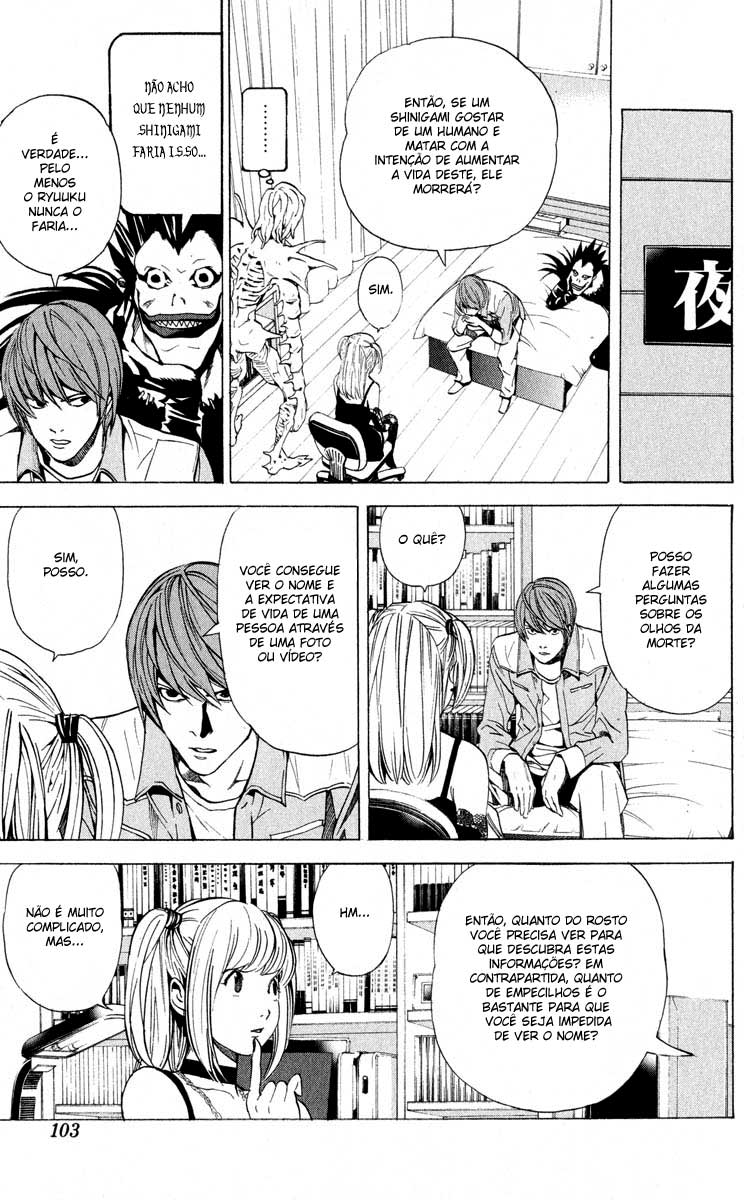 夜
ENTÃO, SE UM
SHINIGAMI GOSTAR
DE UM HUMANO E
MATAR COM A
INTENÇÃO DE AUMENTAR
A VIDA DESTE, ELE
MORRERÁ?
SIM.
........
NÃO ACHO
QUE NENHUM
SHINIGAMI
FARIA ISSO...
É
VERDADE...
PELO
MENOS
O RYUUKU
NUNCA O
FARIA...
POSSO
FAZER
ALGUMAS
PERGUNTAS
SOBRE OS
OLHOS DA
MORTE?
O QUÊ?
VOCÊ CONSEGUE
VER O NOME E
A EXPECTATIVA
DE VIDA DE UMA
PESSOA ATRAVÉS
DE UMA FOTO
OU VÍDEO?
SIM,
POSSO.
ENTÃO, QUANTO DO ROSTO
VOCÊ PRECISA VER PARA
QUE DESCUBRA ESTAS
INFORMAÇÕES? EM
CONTRAPARTIDA, QUANTO
DE EMPECILHOS É O
BASTANTE PARA QUE
VOCÊ SEJA IMPEDIDA
DE VER O NOME?
HM...
NÃO É MUITO
COMPLICADO,
MAS...
103